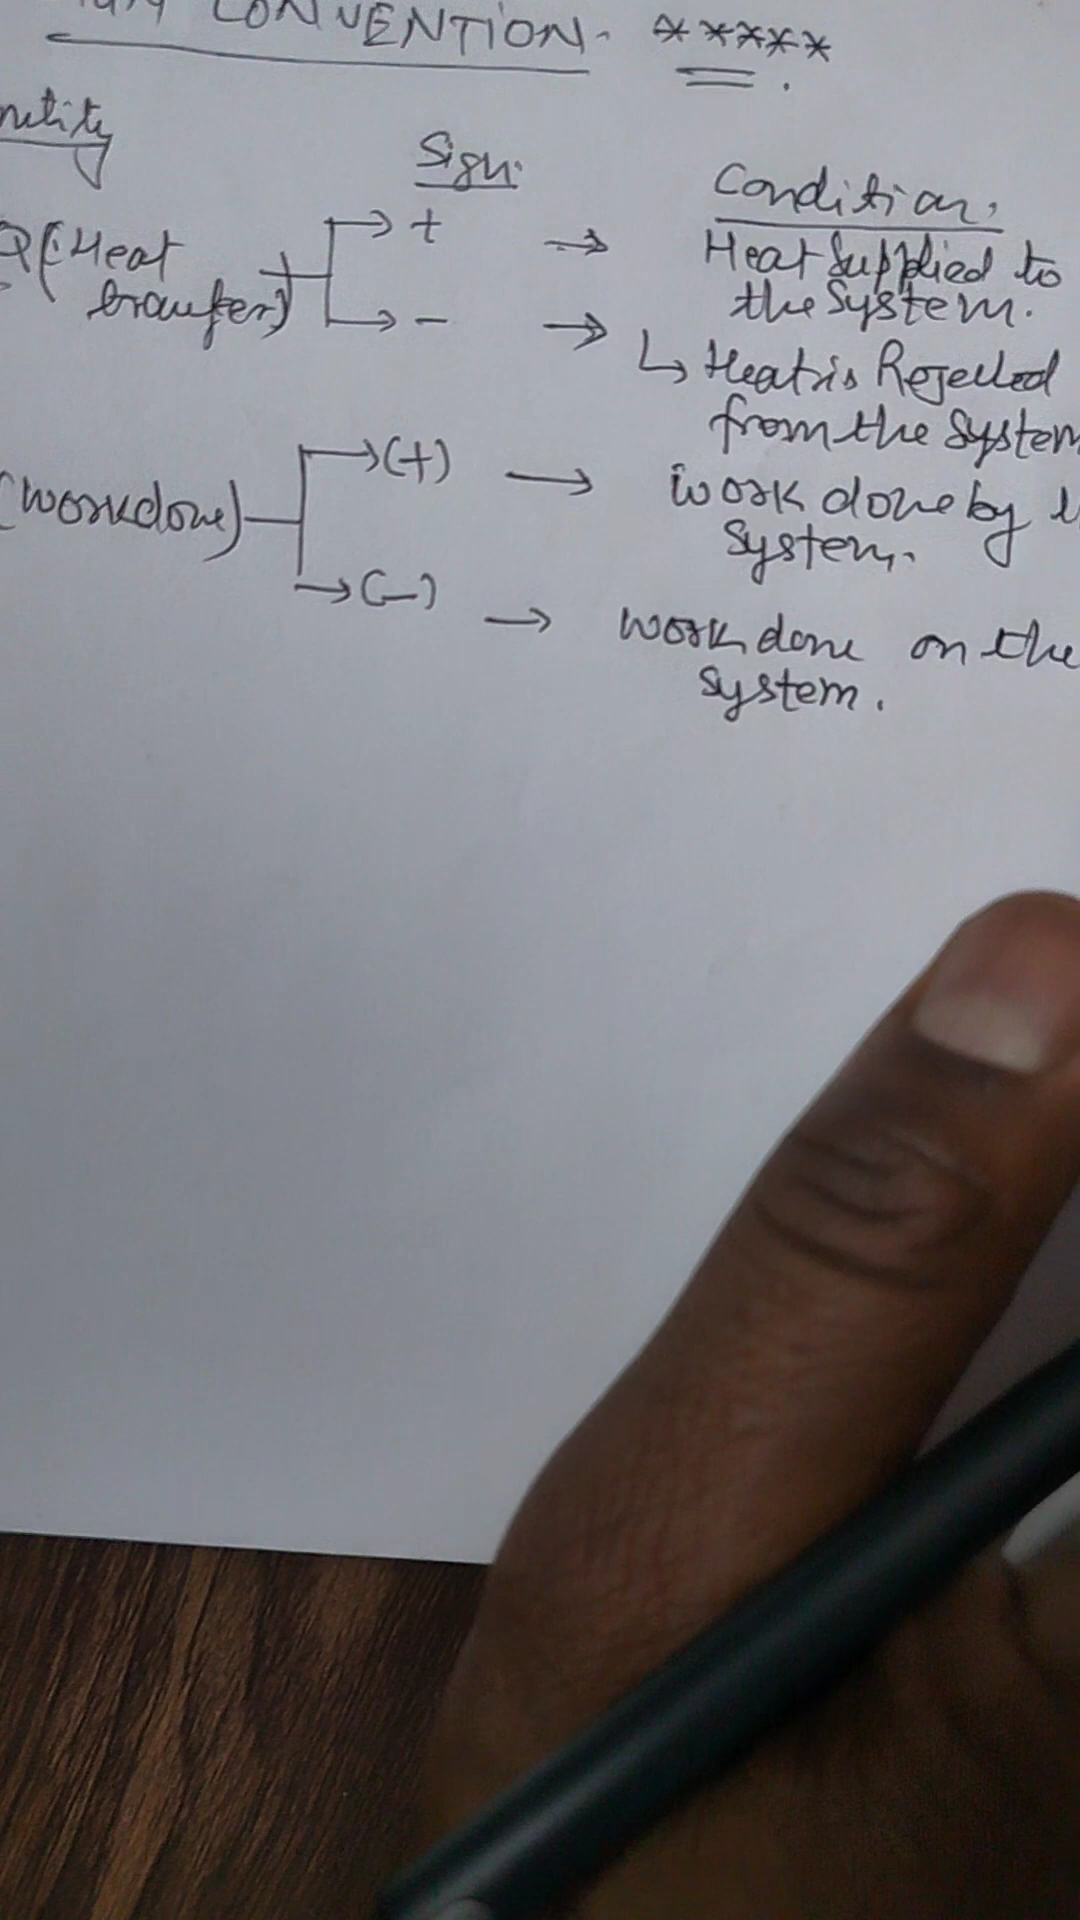 CONVENTION. *****
Sign.
Condition.
Q (Heat
transfer)
+
Heat Supplied to
the System.
-
↳ Heat is Rejected
from the System
(workdone)
(+)
work done by
System.
(-)
work done on the
System.